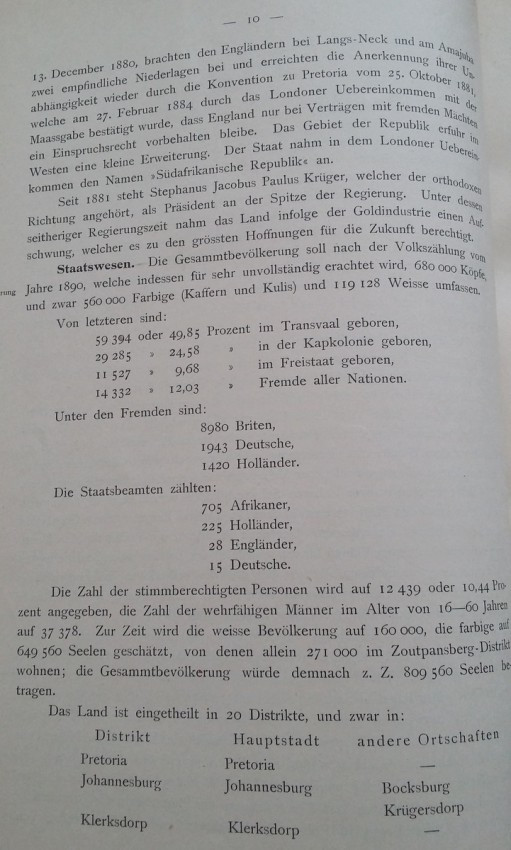 — 10 —
13. December 1880, brachten den Engländern bei Langs-Neck und am Amajuba
zwei empfindliche Niederlagen bei und erreichten die Anerkennung ihrer Un-
abhängigkeit wieder durch die Konvention zu Pretoria vom 25. Oktober 1881,
welche am 27. Februar 1884 durch das Londoner Uebereinkommen mit der
Maassgabe bestätigt wurde, dass England nur bei Verträgen mit fremden Mächten
ein Einspruchsrecht vorbehalten bleibe. Das Gebiet der Republik erfuhr im
Westen eine kleine Erweiterung. Der Staat nahm in dem Londoner Ueberein-
kommen den Namen »Südafrikanische Republik« an.
Seit 1881 steht Stephanus Jacobus Paulus Krüger, welcher der orthodoxen
Richtung angehört, als Präsident an der Spitze der Regierung. Unter dessen
seitheriger Regierungszeit nahm das Land infolge der Goldindustrie einen Auf-
schwung, welcher es zu den grössten Hoffnungen für die Zukunft berechtigt.
Staatswesen. Die Gesammtbevölkerung soll nach der Volkszählung vom
rung Jahre 1890, welche indessen für sehr unvollständig erachtet wird, 680 000 Köpfe,
und zwar 560 000 Farbige (Kaffern und Kulis) und 119 128 Weisse umfassen.
Von letzteren sind:
59 394 oder 49,85 Prozent im Transvaal geboren,
29 285 » 24,58 » in der Kapkolonie geboren,
11 527 » 9,68 » im Freistaat geboren,
14 332 » 12,03 » Fremde aller Nationen.
Unter den Fremden sind:
8980 Briten,
1943 Deutsche,
1420 Holländer.
Die Staatsbeamten zählten:
705 Afrikaner,
225 Holländer,
28 Engländer,
15 Deutsche.
Die Zahl der stimmberechtigten Personen wird auf 12 439 oder 10,44 Pro-
zent angegeben, die Zahl der wehrfähigen Männer im Alter von 16—60 Jahren
auf 37 378. Zur Zeit wird die weisse Bevölkerung auf 160 000, die farbige auf
649 560 Seelen geschätzt, von denen allein 271 000 im Zoutpansberg-Distrikt
wohnen; die Gesammtbevölkerung würde demnach z. Z. 809 560 Seelen be-
tragen.
Das Land ist eingetheilt in 20 Distrikte, und zwar in:
Distrikt Hauptstadt andere Ortschaften
Pretoria Pretoria —
Johannesburg Johannesburg Bocksburg
Krügersdorp
Klerksdorp Klerksdorp —